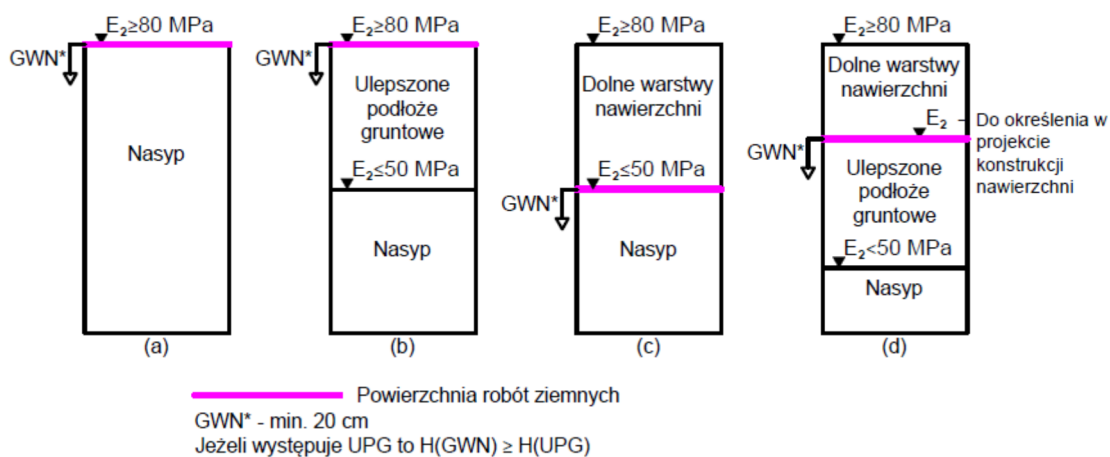 E₂≥80 MPa
GWN*
Nasyp
(a)
E₂≥80 MPa
GWN*
Ulepszone
podłoże
gruntowe
E₂≤50 MPa
Nasyp
(b)
E₂≥80 MPa
Dolne warstwy
nawierzchni
E₂≤50 MPa
GWN*
Nasyp
(c)
E₂≥80 MPa
Dolne warstwy
nawierzchni
E₂ - Do określenia w
projekcie
konstrukcji
nawierzchni
GWN*
Ulepszone
podłoże
gruntowe
E₂<50 MPa
Nasyp
(d)
Powierzchnia robót ziemnych
GWN* - min. 20 cm
Jeżeli występuje UPG to H(GWN) ≥ H(UPG)